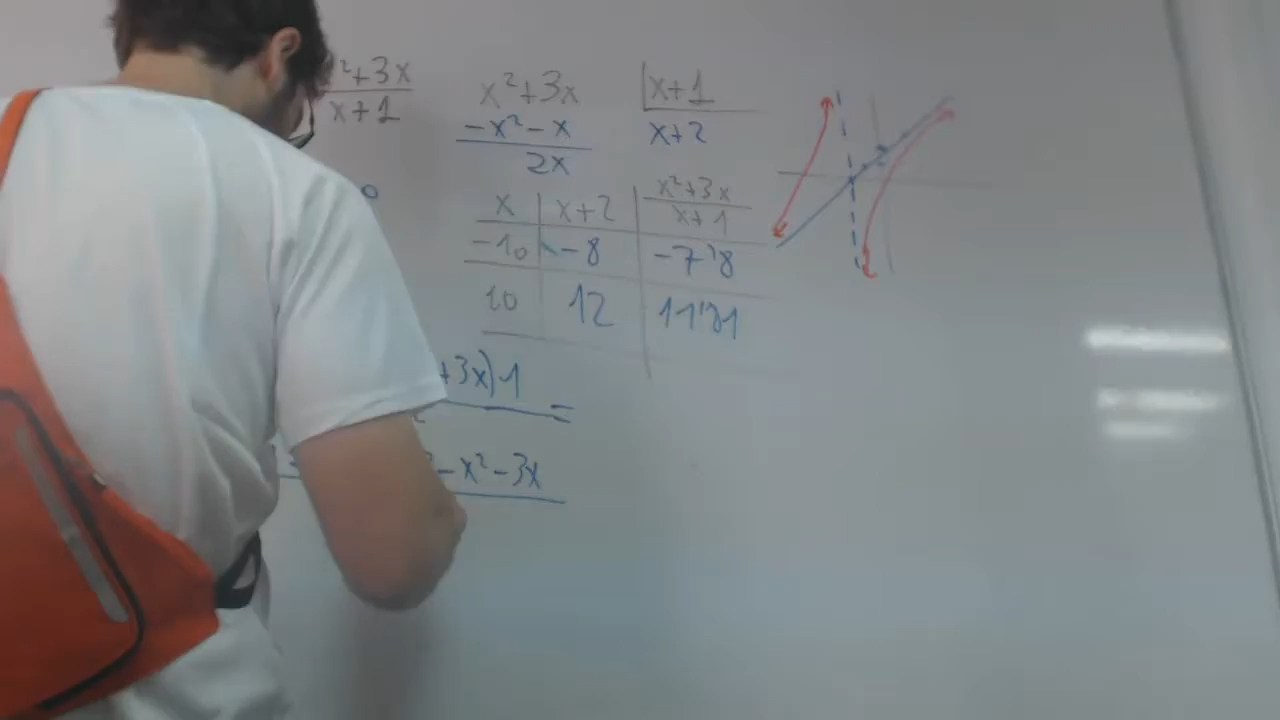 ²+3x
x+1
x²+3x x+1
-x²-x x+2
2x
x x+2 x²+3x
x+1
-10 -8 -7'8
10 12 11'81
+3x)1
=
-x²-3x